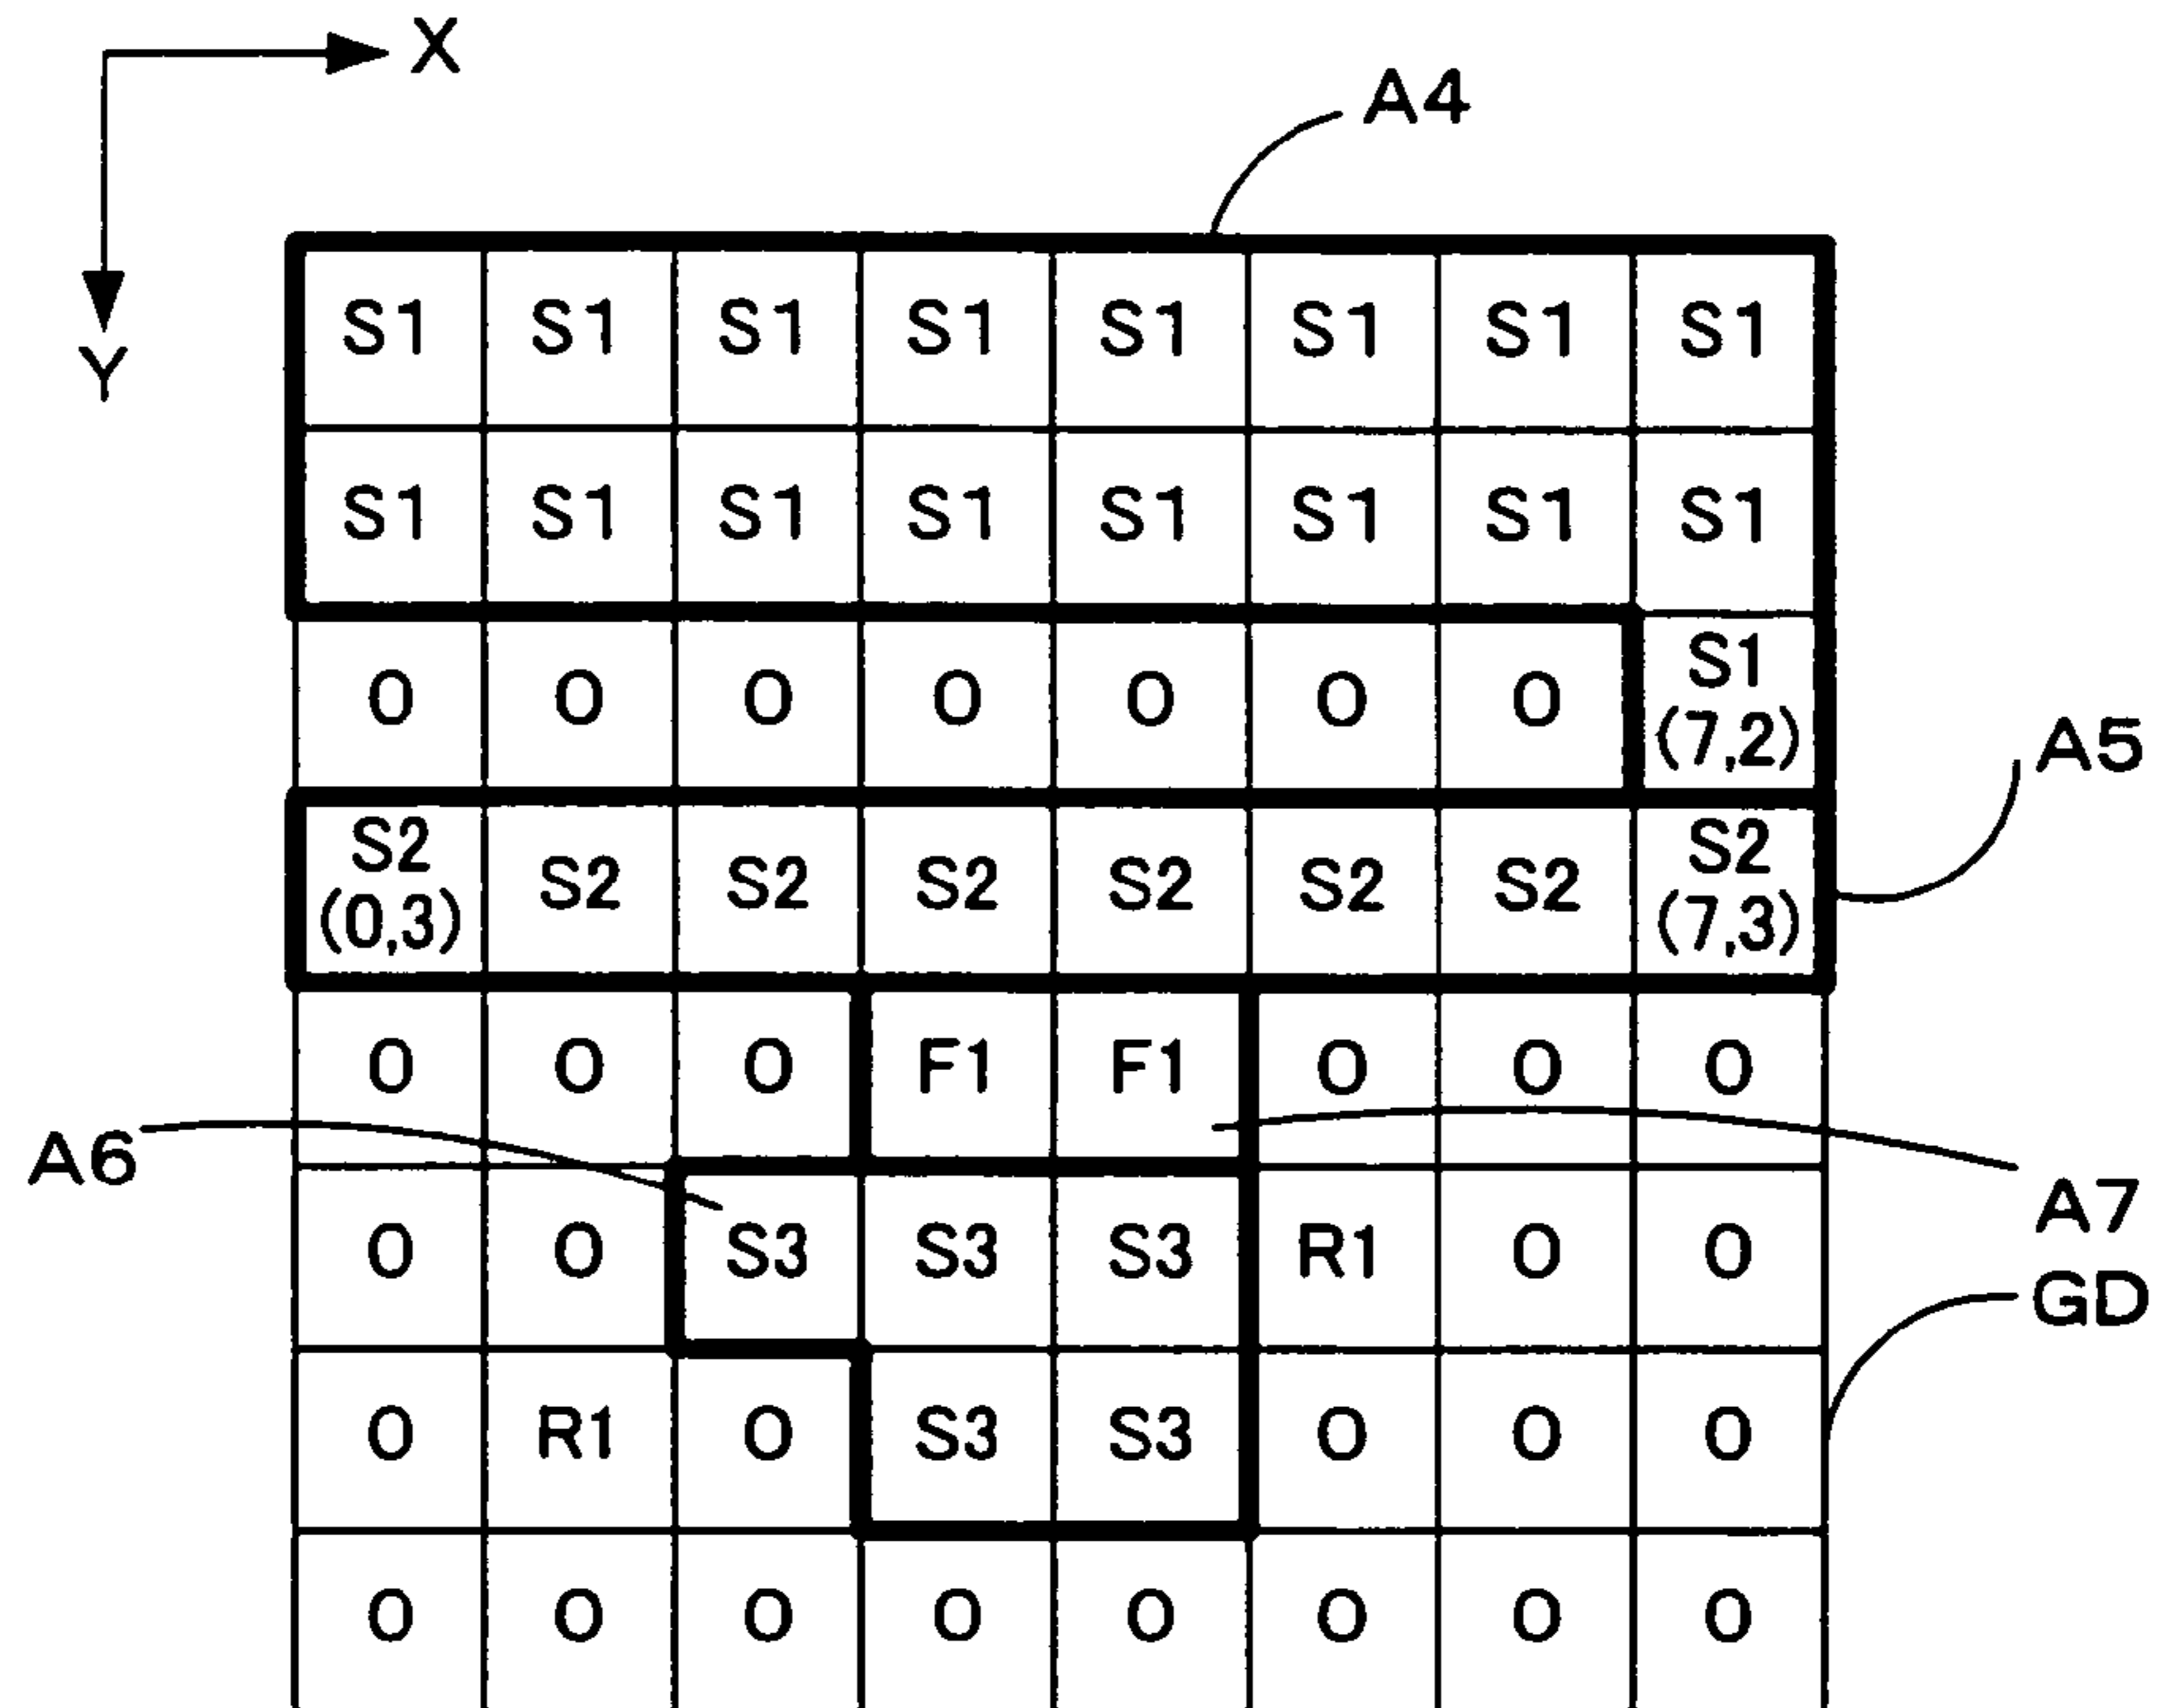 X
Y
A4
S1 S1 S1 S1 S1 S1 S1 S1
S1 S1 S1 S1 S1 S1 S1 S1
O O O O O O O S1
(7,2)
A5
S2 S2 S2 S2 S2 S2 S2 S2
(0,3) (7,3)
O O O F1 F1 O O O
A6
A7
O O S3 S3 S3 R1 O O
GD
O R1 O S3 S3 O O O
O O O O O O O O